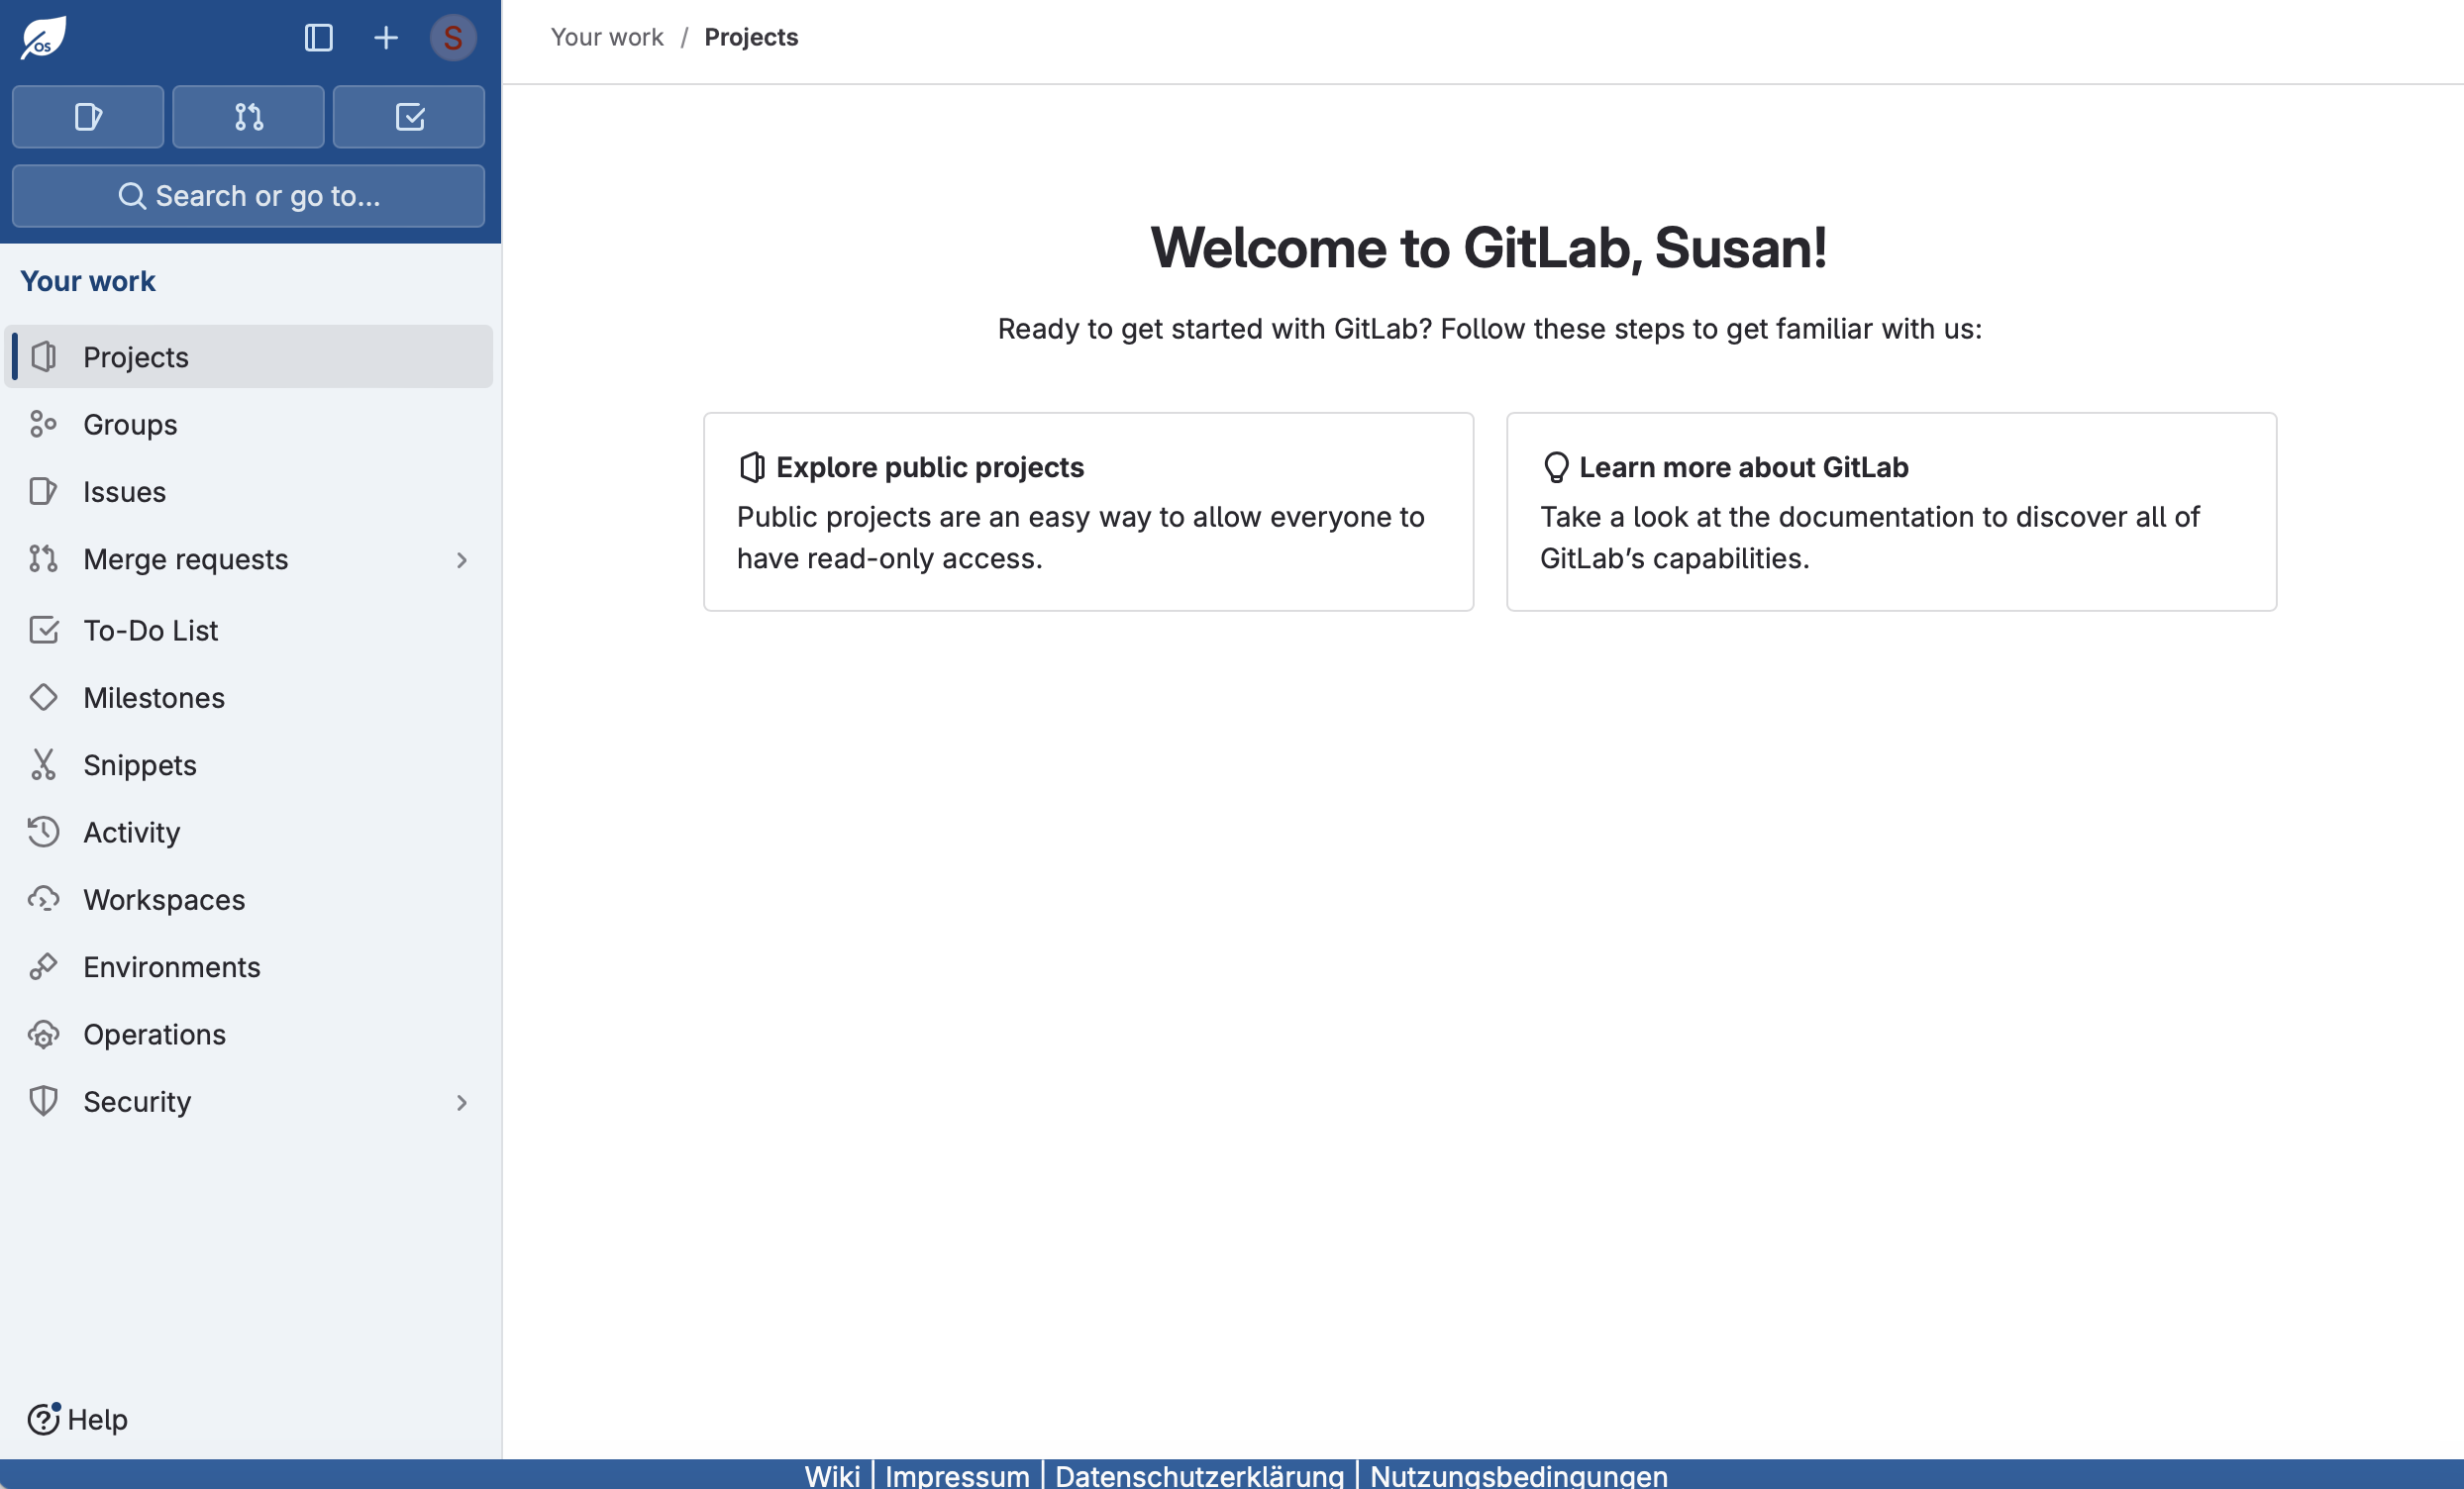 OS
S
Search or go to...
Your work
Projects
Groups
Issues
Merge requests
To-Do List
Milestones
Snippets
Activity
Workspaces
Environments
Operations
Security
Help
Your work / Projects
Welcome to GitLab, Susan!
Ready to get started with GitLab? Follow these steps to get familiar with us:
Explore public projects
Public projects are an easy way to allow everyone to
have read-only access.
Learn more about GitLab
Take a look at the documentation to discover all of
GitLab’s capabilities.
Wiki | Impressum | Datenschutzerklärung | Nutzungsbedingungen